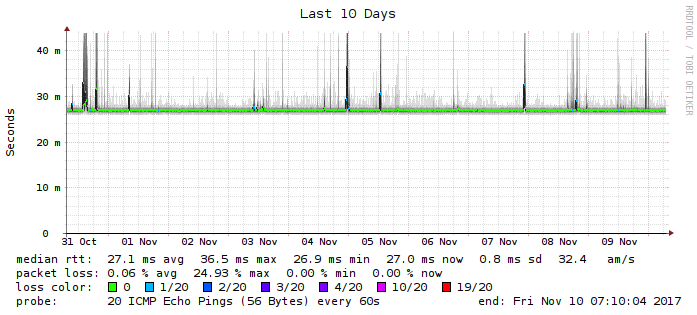 Last 10 Days
RRDTOOL / TOBI OETIKER
Seconds
40 m
30 m
20 m
10 m
0
31 Oct 01 Nov 02 Nov 03 Nov 04 Nov 05 Nov 06 Nov 07 Nov 08 Nov 09 Nov
median rtt: 27.1 ms avg 36.5 ms max 26.9 ms min 27.0 ms now 0.8 ms sd 32.4 am/s
packet loss: 0.06 % avg 24.93 % max 0.00 % min 0.00 % now
loss color: 0 1/20 2/20 3/20 4/20 10/20 19/20
probe: 20 ICMP Echo Pings (56 Bytes) every 60s end: Fri Nov 10 07:10:04 2017